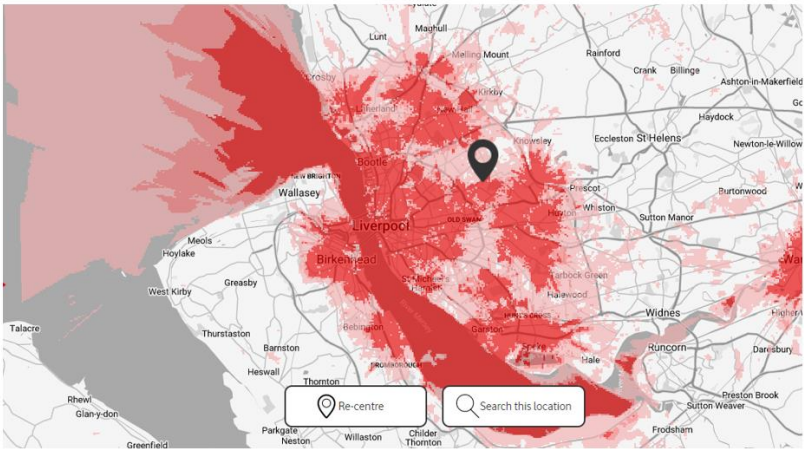 Maghull
Lunt
Melling Mount
Rainford
Crosby
Crank
Billinge
Ashton-in-Makerfield
Kirkby
Litherland
Haydock
Knowsley
Eccleston
St Helens
Newton-le-Willow
Bootle
NEW BRIGHTON
Wallasey
Prescot
Burtonwood
Huyton
Whiston
OLD SWAN
Sutton Manor
Liverpool
Meols
Hoylake
Birkenhead
Greasby
West Kirby
Tarbock Green
Halewood
Widnes
Garston
Talacre
Bebington
Thurstaston
Barnston
Speke
Hale
Runcorn
Daresbury
BROMBOROUGH
Heswall
Thornton
Rhewl
Glan-y-don
Re-centre
Search this location
Preston Brook
Sutton Weaver
Parkgate
Neston
Willaston
Childer
Thornton
Frodsham
Greenfield